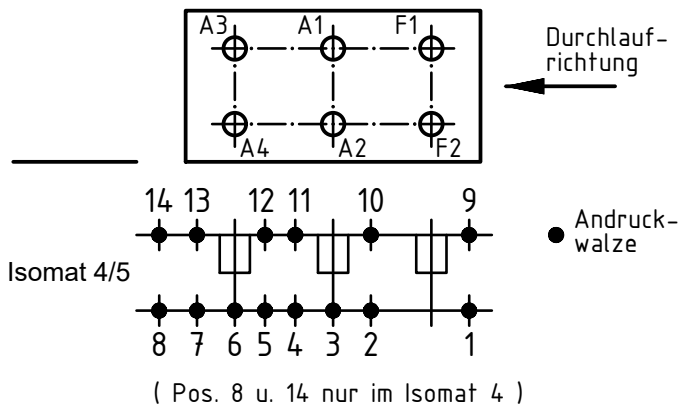 A3 A1 F1
Durchlauf-
richtung
A4 A2 F2
14 13 12 11 10 9
Andruck-
walze
Isomat 4/5
8 7 6 5 4 3 2 1
( Pos. 8 u. 14 nur im Isomat 4 )